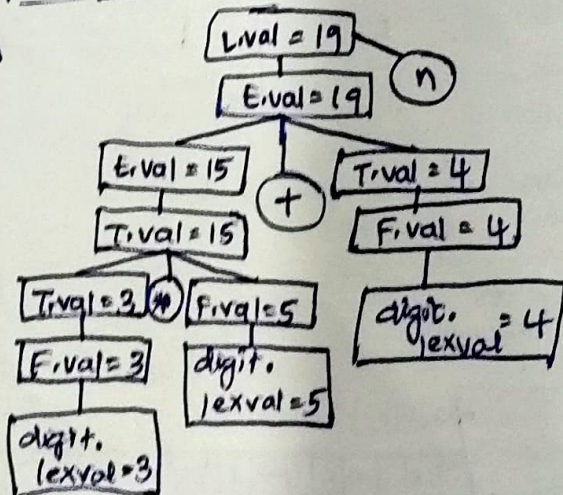 L.val = 19
n
E.val = 19
E.val = 15
+
T.val = 4
T.val = 15
F.val = 4
T.val = 3
*
F.val = 5
digit.
lexval = 4
F.val = 3
digit.
lexval = 5
digit.
lexval = 3